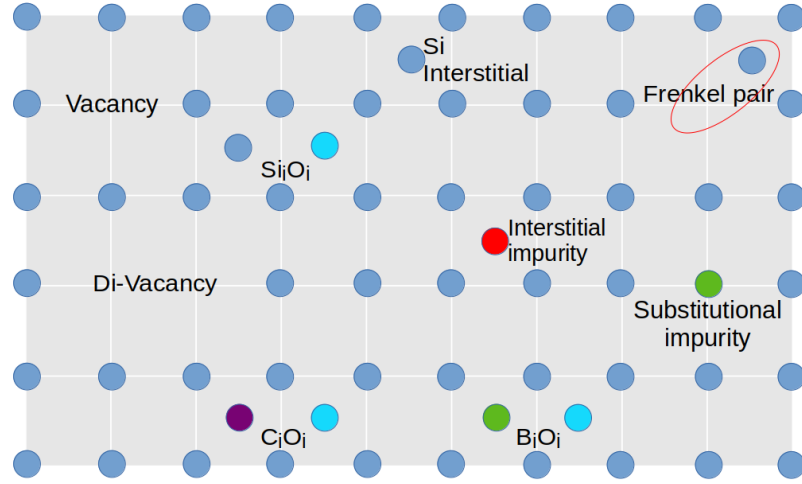 Si
Interstitial
Frenkel pair
Vacancy
SiᵢOᵢ
Interstitial
impurity
Di-Vacancy
Substitutional
impurity
CᵢOᵢ
BᵢOᵢ